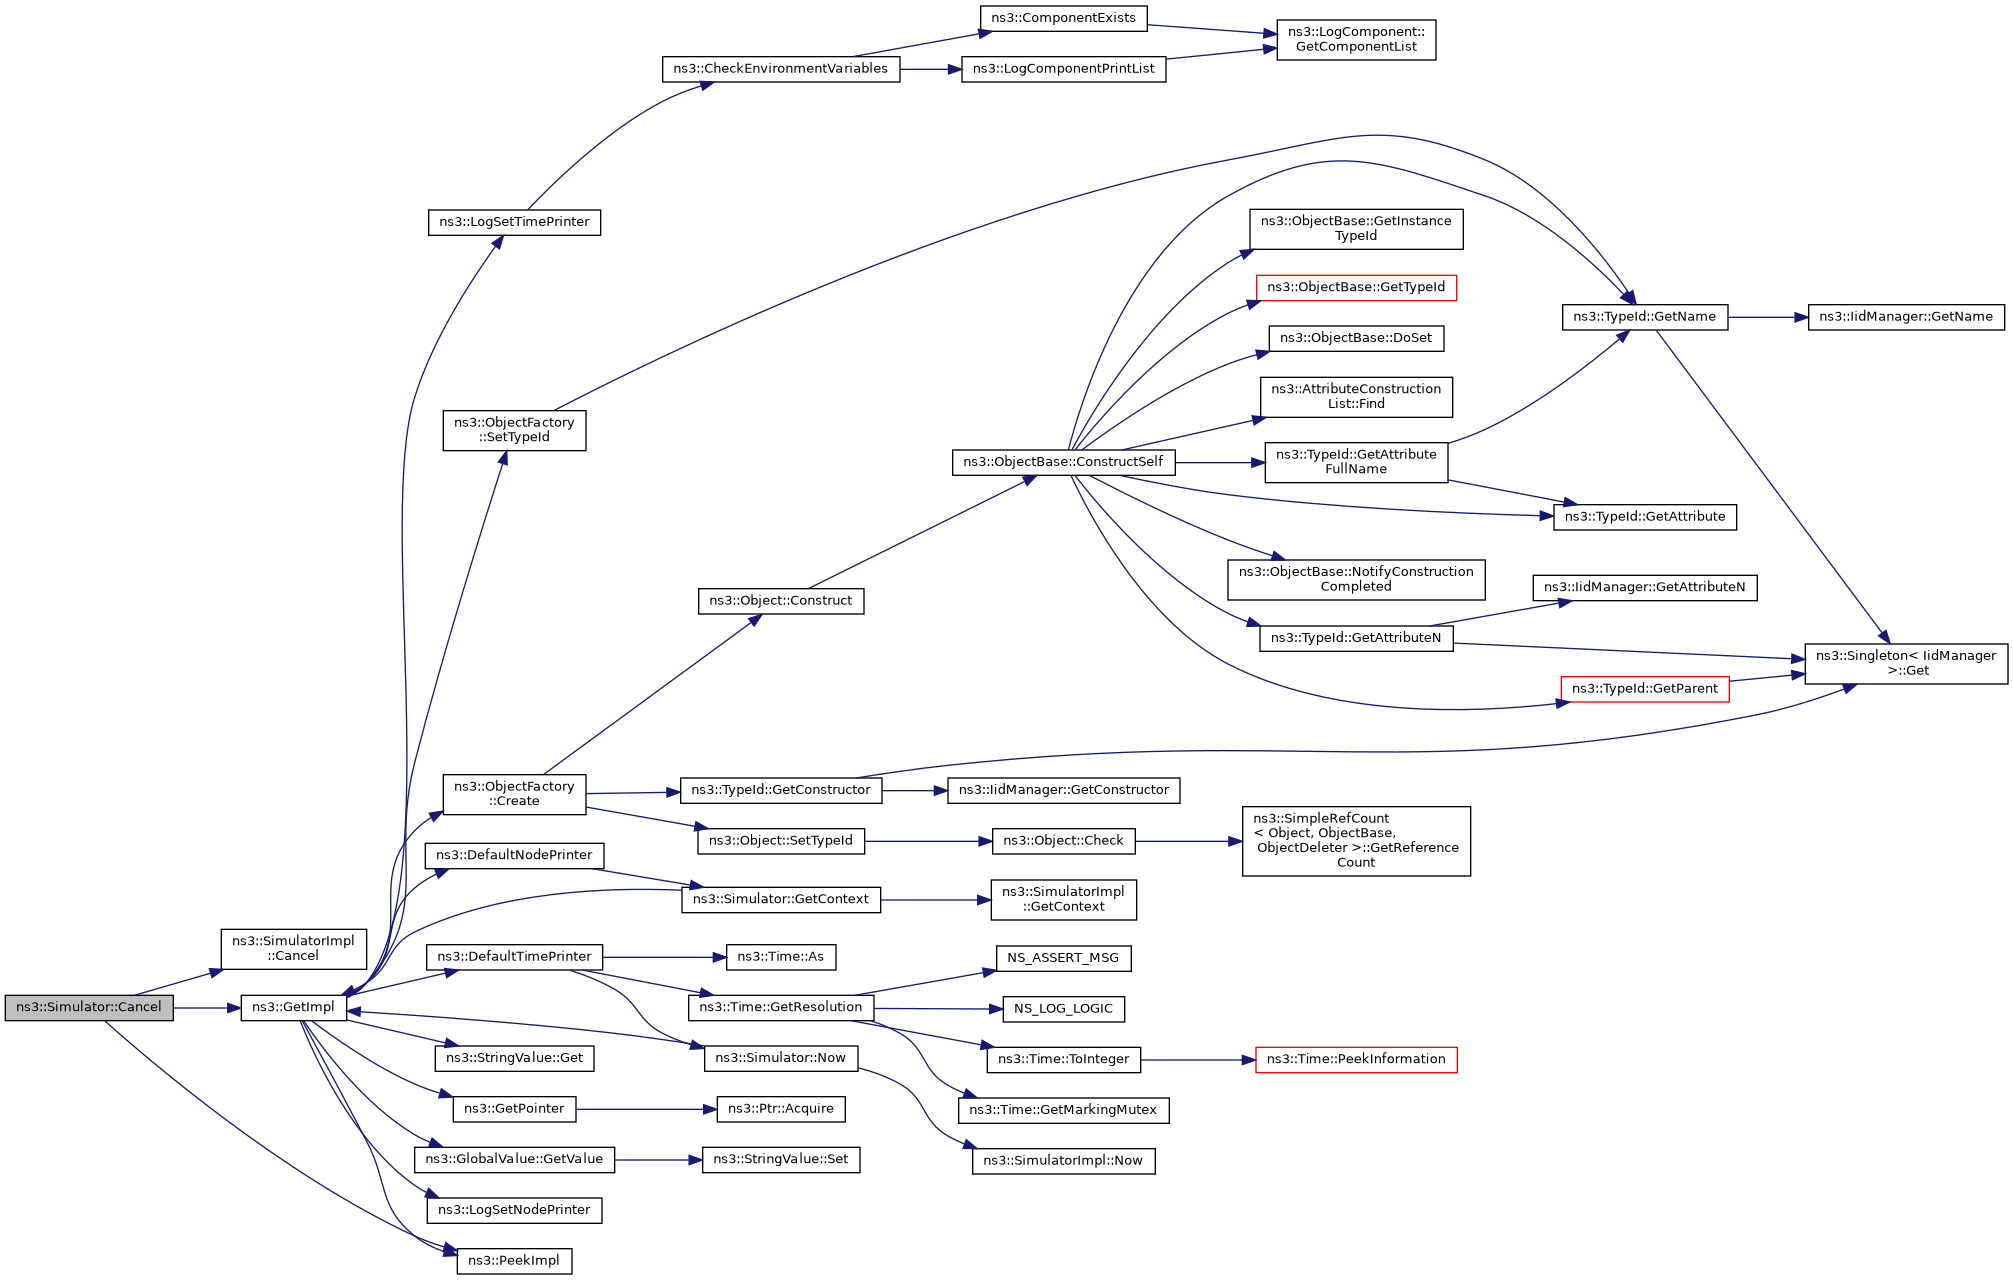 ns3::ComponentExists
ns3::LogComponent::
GetComponentList
ns3::CheckEnvironmentVariables
ns3::LogComponentPrintList
ns3::LogSetTimePrinter
ns3::ObjectBase::GetInstance
TypeId
ns3::ObjectBase::GetTypeId
ns3::TypeId::GetName
ns3::IidManager::GetName
ns3::ObjectBase::DoSet
ns3::AttributeConstruction
List::Find
ns3::ObjectFactory
::SetTypeId
ns3::ObjectBase::ConstructSelf
ns3::TypeId::GetAttribute
FullName
ns3::TypeId::GetAttribute
ns3::ObjectBase::NotifyConstruction
Completed
ns3::IidManager::GetAttributeN
ns3::Object::Construct
ns3::TypeId::GetAttributeN
ns3::Singleton< IidManager
>::Get
ns3::TypeId::GetParent
ns3::ObjectFactory
::Create
ns3::TypeId::GetConstructor
ns3::IidManager::GetConstructor
ns3::Object::SetTypeId
ns3::Object::Check
ns3::SimpleRefCount
< Object, ObjectBase,
ObjectDeleter >::GetReference
Count
ns3::DefaultNodePrinter
ns3::Simulator::GetContext
ns3::SimulatorImpl
::GetContext
ns3::SimulatorImpl
::Cancel
ns3::DefaultTimePrinter
ns3::Time::As
NS_ASSERT_MSG
ns3::Simulator::Cancel
ns3::GetImpl
ns3::Time::GetResolution
NS_LOG_LOGIC
ns3::StringValue::Get
ns3::Simulator::Now
ns3::Time::ToInteger
ns3::Time::PeekInformation
ns3::GetPointer
ns3::Ptr::Acquire
ns3::Time::GetMarkingMutex
ns3::GlobalValue::GetValue
ns3::StringValue::Set
ns3::SimulatorImpl::Now
ns3::LogSetNodePrinter
ns3::PeekImpl